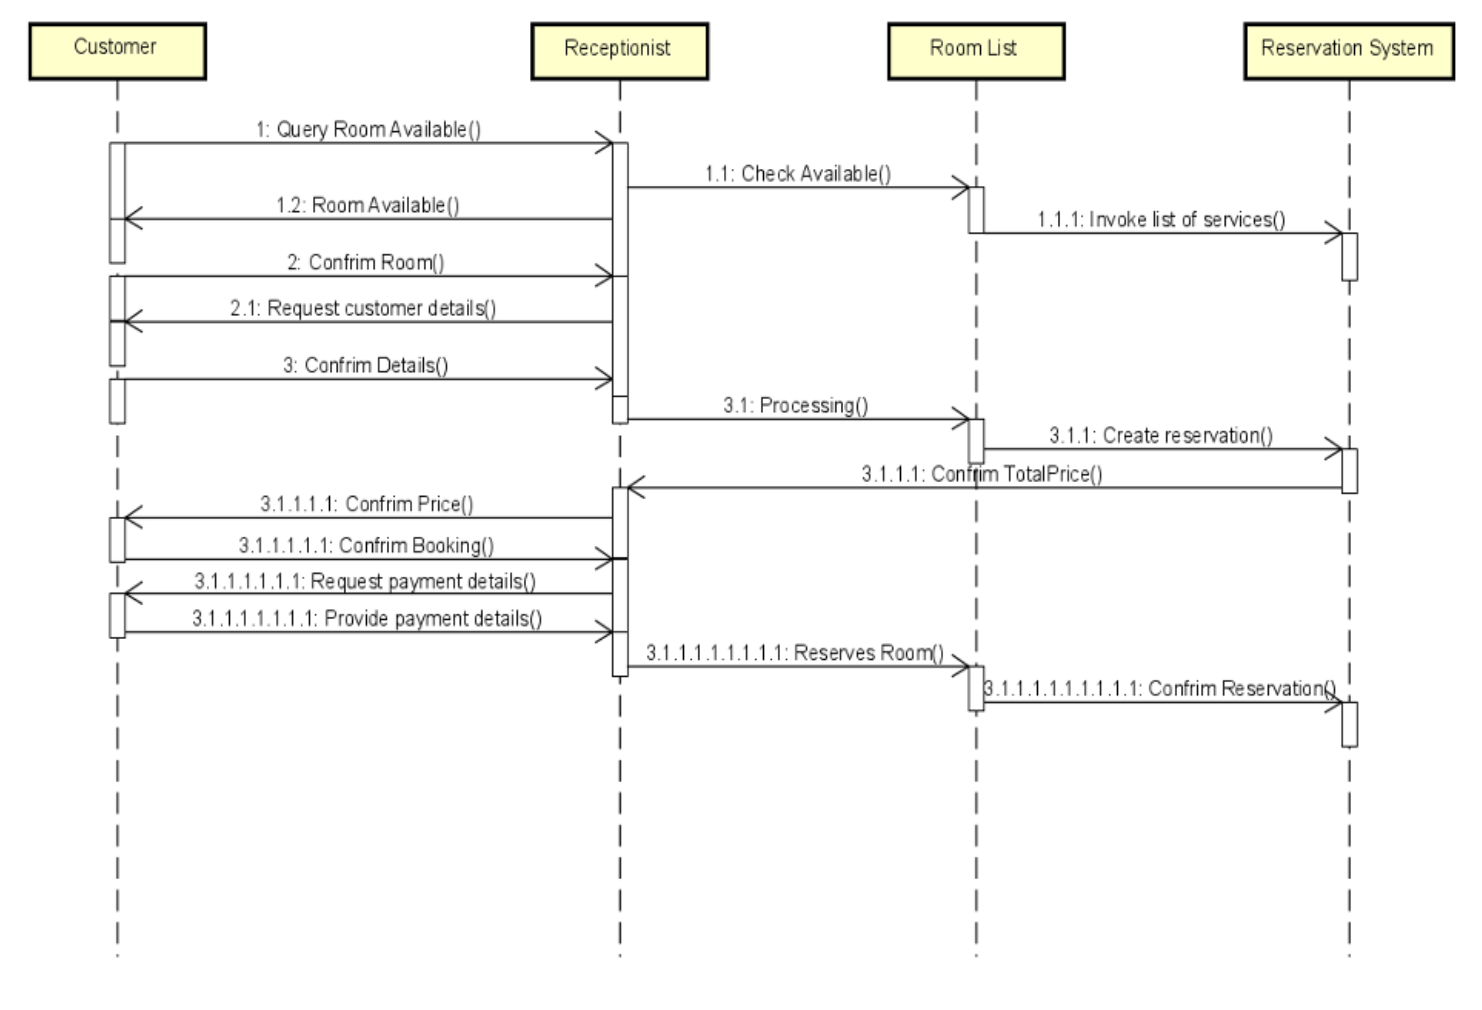 Customer
Receptionist
Room List
Reservation System
1: Query Room Available()
1.1: Check Available()
1.2: Room Available()
1.1.1: Invoke list of services()
2: Confrim Room()
2.1: Request customer details()
3: Confrim Details()
3.1: Processing()
3.1.1: Create reservation()
3.1.1.1: Confrim TotalPrice()
3.1.1.1.1: Confrim Price()
3.1.1.1.1.1: Confrim Booking()
3.1.1.1.1.1.1: Request payment details()
3.1.1.1.1.1.1.1: Provide payment details()
3.1.1.1.1.1.1.1.1: Reserves Room()
3.1.1.1.1.1.1.1.1.1: Confrim Reservation()